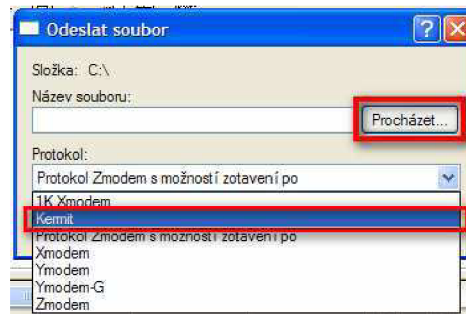 Odeslat soubor
Složka: C:\
Název souboru:
Procházet...
Protokol:
Protokol Zmodem s možností zotavení po
1K Xmodem
Kermit
Protokol Zmodem s možností zotavení po
Xmodem
Ymodem
Ymodem-G
Zmodem